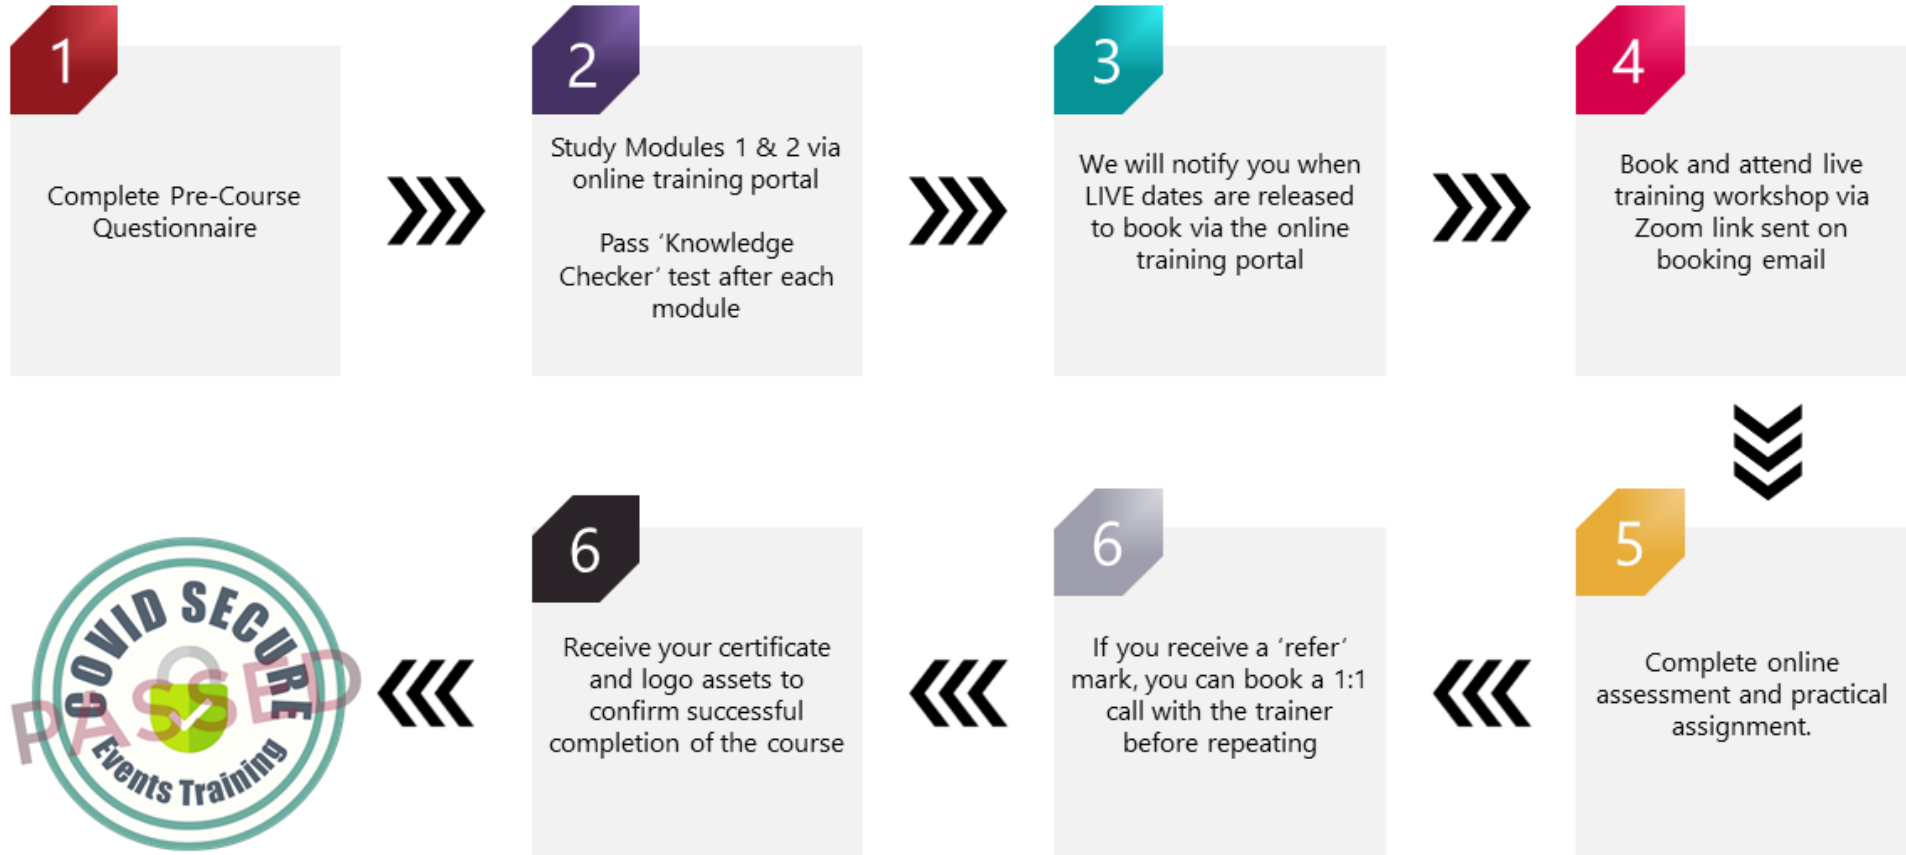 1
Complete Pre-Course
Questionnaire
2
Study Modules 1 & 2 via
online training portal
Pass ‘Knowledge
Checker’ test after each
module
3
We will notify you when
LIVE dates are released
to book via the online
training portal
4
Book and attend live
training workshop via
Zoom link sent on
booking email
5
Complete online
assessment and practical
assignment.
6
If you receive a ‘refer’
mark, you can book a 1:1
call with the trainer
before repeating
6
Receive your certificate
and logo assets to
confirm successful
completion of the course
COVID SECURE
Events Training
PASSED